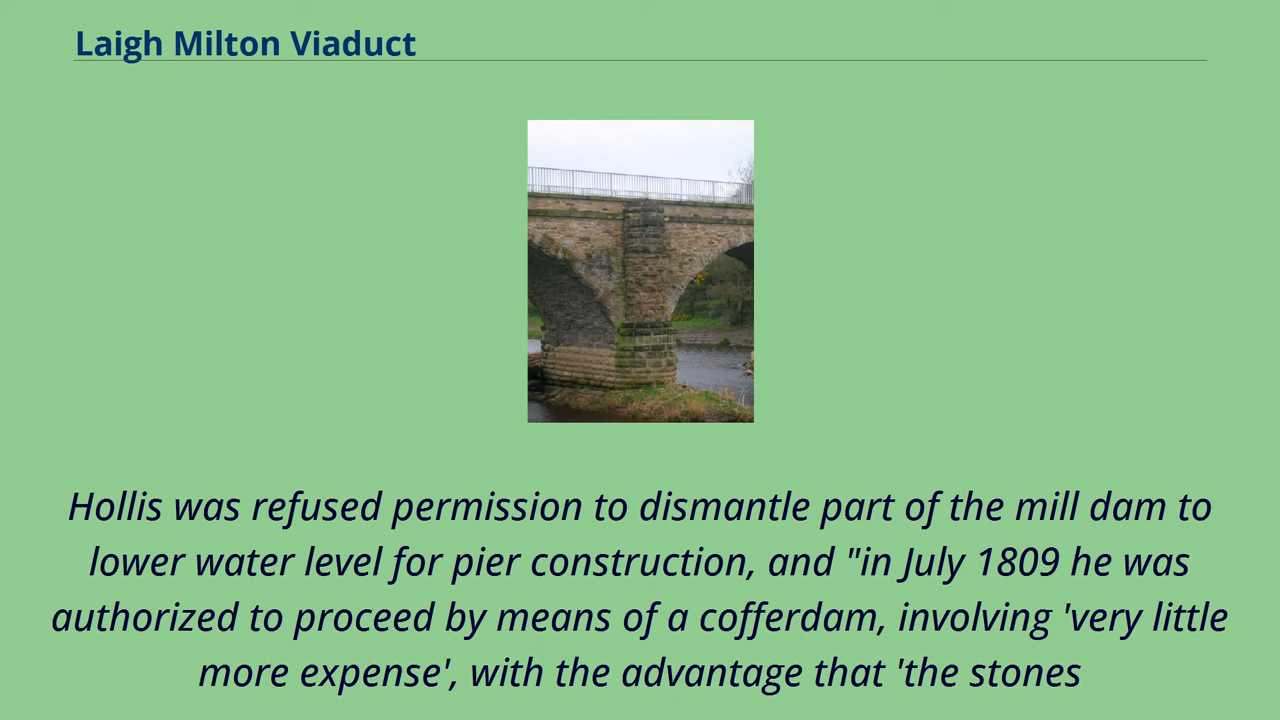 Laigh Milton Viaduct
Hollis was refused permission to dismantle part of the mill dam to
lower water level for pier construction, and "in July 1809 he was
authorized to proceed by means of a cofferdam, involving 'very little
more expense', with the advantage that 'the stones